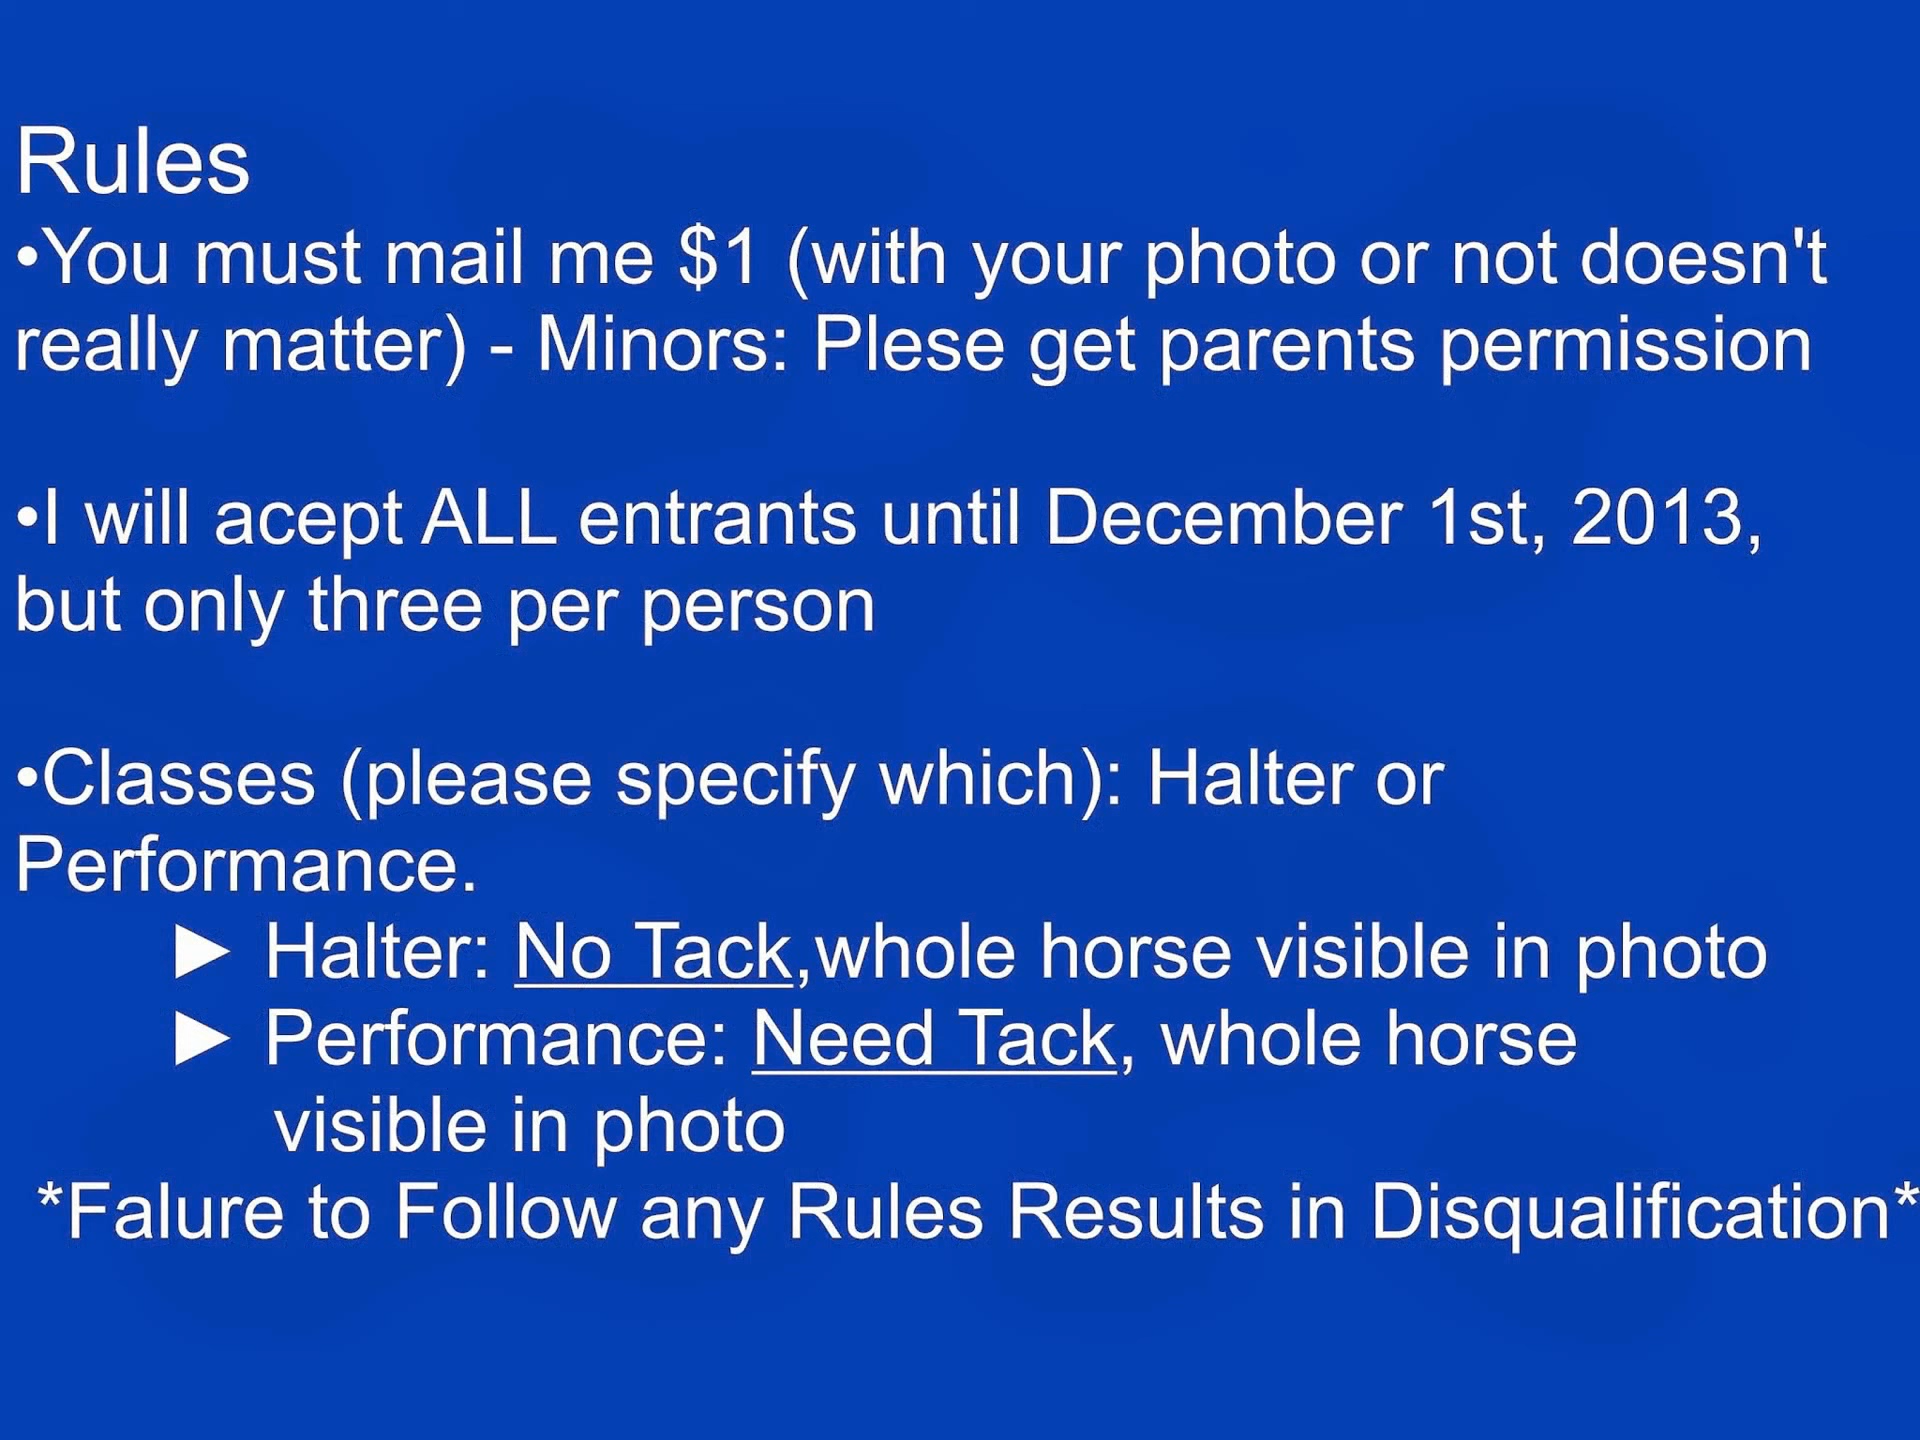 Rules
•You must mail me $1 (with your photo or not doesn't
really matter) - Minors: Plese get parents permission
•I will acept ALL entrants until December 1st, 2013,
but only three per person
•Classes (please specify which): Halter or
Performance.
► Halter: No Tack,whole horse visible in photo
► Performance: Need Tack, whole horse
visible in photo
*Falure to Follow any Rules Results in Disqualification*